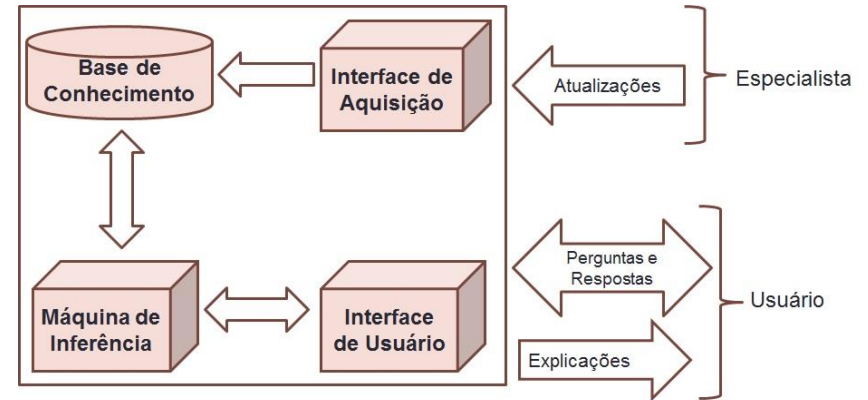 Base de
Conhecimento
Interface de
Aquisição
Atualizações
Especialista
Máquina de
Inferência
Interface
de Usuário
Perguntas e
Respostas
Explicações
Usuário